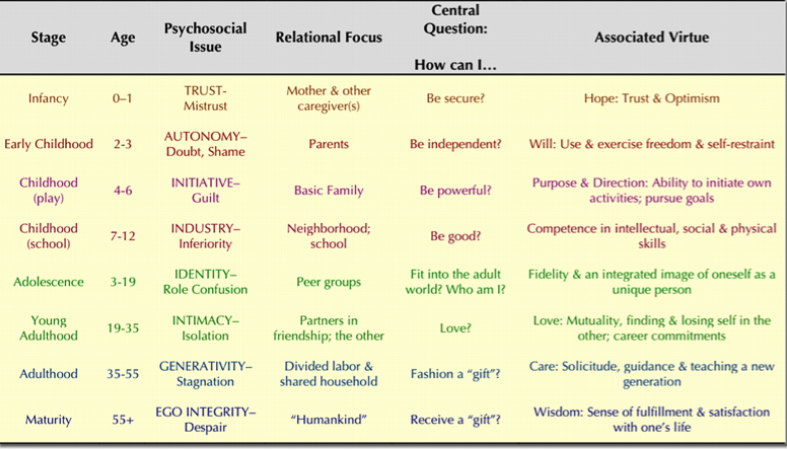 Stage Age Psychosocial Issue Relational Focus Central Question: How can I... Associated Virtue
Infancy 0–1 TRUST- Mistrust Mother & other caregiver(s) Be secure? Hope: Trust & Optimism
Early Childhood 2-3 AUTONOMY– Doubt, Shame Parents Be independent? Will: Use & exercise freedom & self-restraint
Childhood (play) 4-6 INITIATIVE– Guilt Basic Family Be powerful? Purpose & Direction: Ability to initiate own activities; pursue goals
Childhood (school) 7-12 INDUSTRY– Inferiority Neighborhood; school Be good? Competence in intellectual, social & physical skills
Adolescence 3-19 IDENTITY– Role Confusion Peer groups Fit into the adult world? Who am I? Fidelity & an integrated image of oneself as a unique person
Young Adulthood 19-35 INTIMACY– Isolation Partners in friendship; the other Love? Love: Mutuality, finding & losing self in the other; career commitments
Adulthood 35-55 GENERATIVITY– Stagnation Divided labor & shared household Fashion a “gift”? Care: Solicitude, guidance & teaching a new generation
Maturity 55+ EGO INTEGRITY– Despair “Humankind” Receive a “gift”? Wisdom: Sense of fulfillment & satisfaction with one’s life